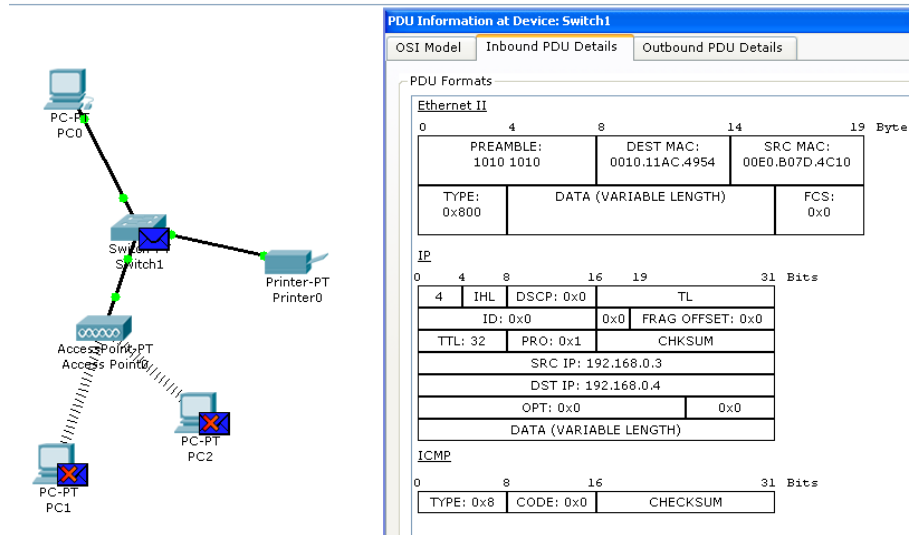 PDU Information at Device: Switch1
OSI Model Inbound PDU Details Outbound PDU Details
PDU Formats
Ethernet II
0 4 8 14 19 Byte
PREAMBLE: DEST MAC: SRC MAC:
1010 1010 0010.11AC.4954 00E0.B07D.4C10
TYPE: DATA (VARIABLE LENGTH) FCS:
0x800 0x0
IP
0 4 8 16 19 31 Bits
4 IHL DSCP: 0x0 TL
ID: 0x0 0x0 FRAG OFFSET: 0x0
TTL: 32 PRO: 0x1 CHKSUM
SRC IP: 192.168.0.3
DST IP: 192.168.0.4
OPT: 0x0 0x0
DATA (VARIABLE LENGTH)
ICMP
0 8 16 31 Bits
TYPE: 0x8 CODE: 0x0 CHECKSUM
PC-PT
PC0
Switch-PT
Switch1
Printer-PT
Printer0
AccessPoint-PT
Access Point0
PC-PT
PC2
PC-PT
PC1